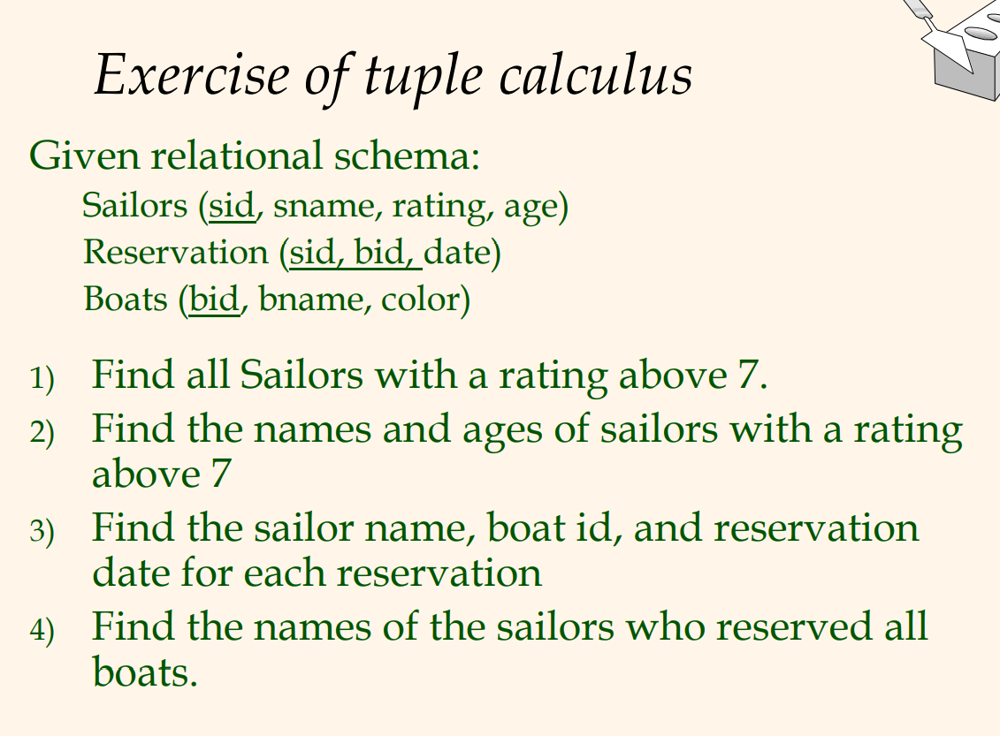 Exercise of tuple calculus
Given relational schema:
Sailors (sid, sname, rating, age)
Reservation (sid, bid, date)
Boats (bid, bname, color)
1) Find all Sailors with a rating above 7.
2) Find the names and ages of sailors with a rating
above 7
3) Find the sailor name, boat id, and reservation
date for each reservation
4) Find the names of the sailors who reserved all
boats.